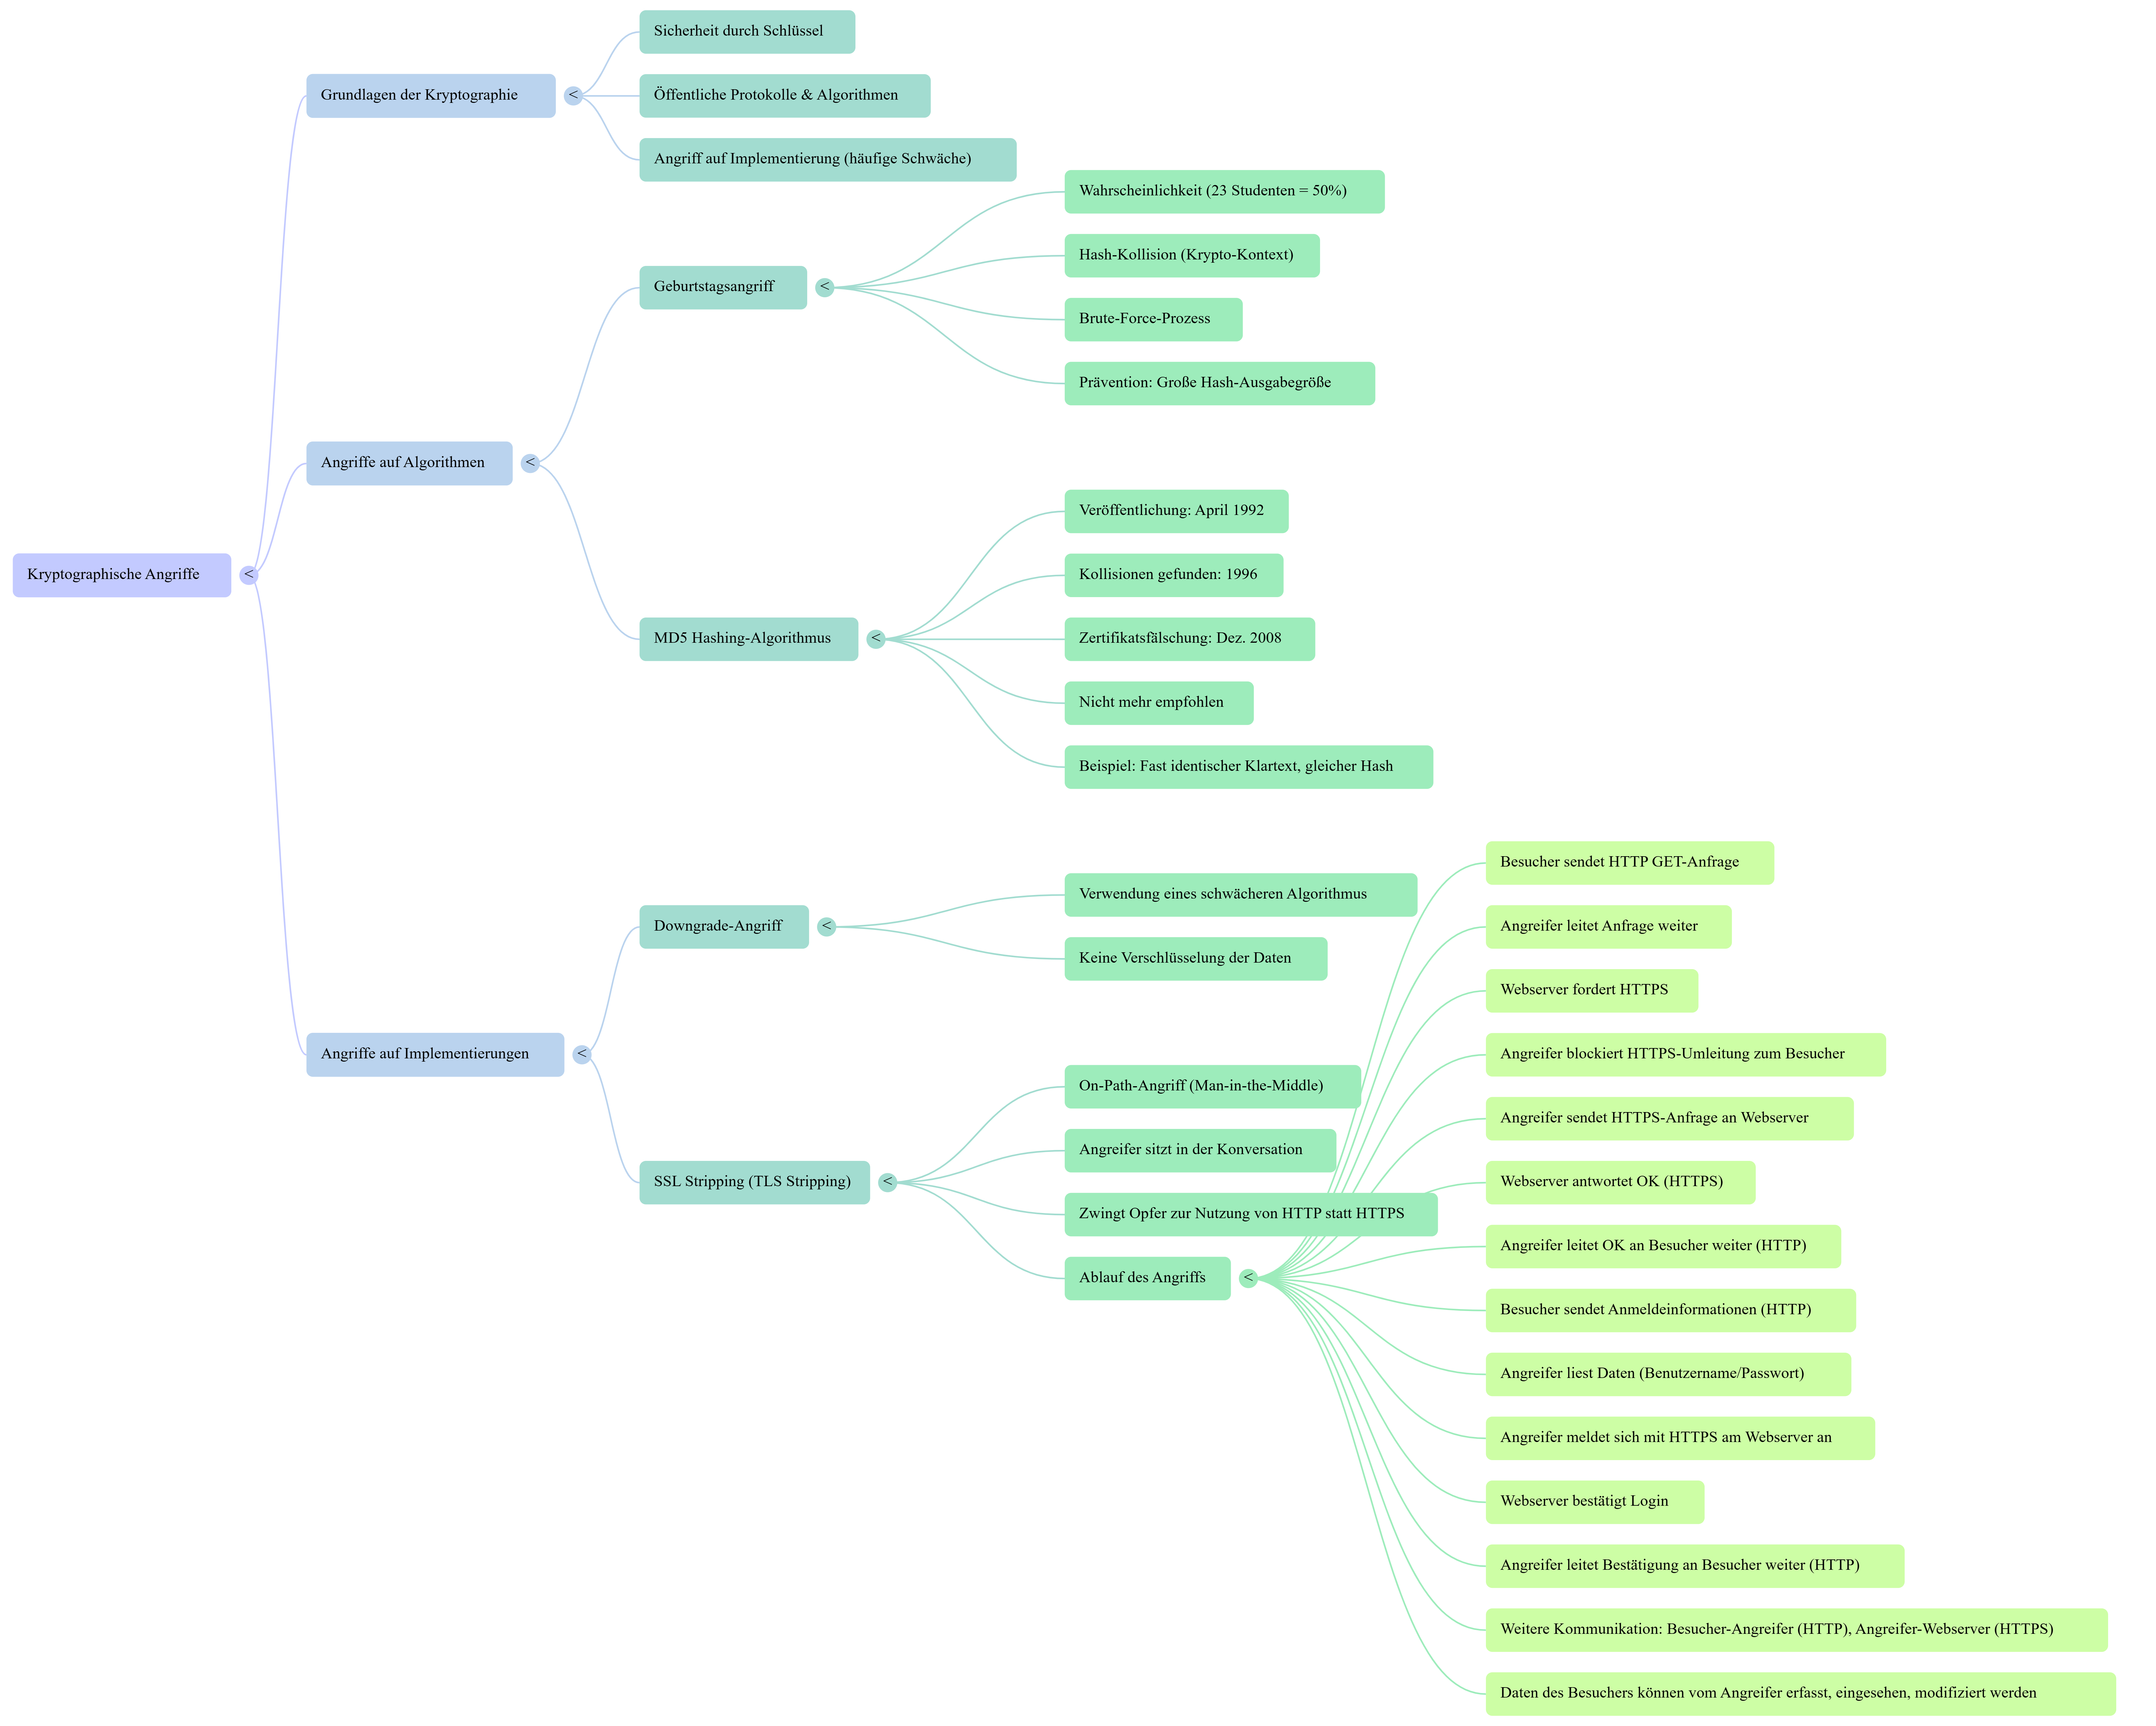 Kryptographische Angriffe
<
Grundlagen der Kryptographie
<
Sicherheit durch Schlüssel
Öffentliche Protokolle & Algorithmen
Angriff auf Implementierung (häufige Schwäche)
Angriffe auf Algorithmen
<
Geburtstagsangriff
<
Wahrscheinlichkeit (23 Studenten = 50%)
Hash-Kollision (Krypto-Kontext)
Brute-Force-Prozess
Prävention: Große Hash-Ausgabegröße
MD5 Hashing-Algorithmus
<
Veröffentlichung: April 1992
Kollisionen gefunden: 1996
Zertifikatsfälschung: Dez. 2008
Nicht mehr empfohlen
Beispiel: Fast identischer Klartext, gleicher Hash
Angriffe auf Implementierungen
<
Downgrade-Angriff
<
Verwendung eines schwächeren Algorithmus
Keine Verschlüsselung der Daten
SSL Stripping (TLS Stripping)
<
On-Path-Angriff (Man-in-the-Middle)
Angreifer sitzt in der Konversation
Zwingt Opfer zur Nutzung von HTTP statt HTTPS
Ablauf des Angriffs
<
Besucher sendet HTTP GET-Anfrage
Angreifer leitet Anfrage weiter
Webserver fordert HTTPS
Angreifer blockiert HTTPS-Umleitung zum Besucher
Angreifer sendet HTTPS-Anfrage an Webserver
Webserver antwortet OK (HTTPS)
Angreifer leitet OK an Besucher weiter (HTTP)
Besucher sendet Anmeldeinformationen (HTTP)
Angreifer liest Daten (Benutzername/Passwort)
Angreifer meldet sich mit HTTPS am Webserver an
Webserver bestätigt Login
Angreifer leitet Bestätigung an Besucher weiter (HTTP)
Weitere Kommunikation: Besucher-Angreifer (HTTP), Angreifer-Webserver (HTTPS)
Daten des Besuchers können vom Angreifer erfasst, eingesehen, modifiziert werden